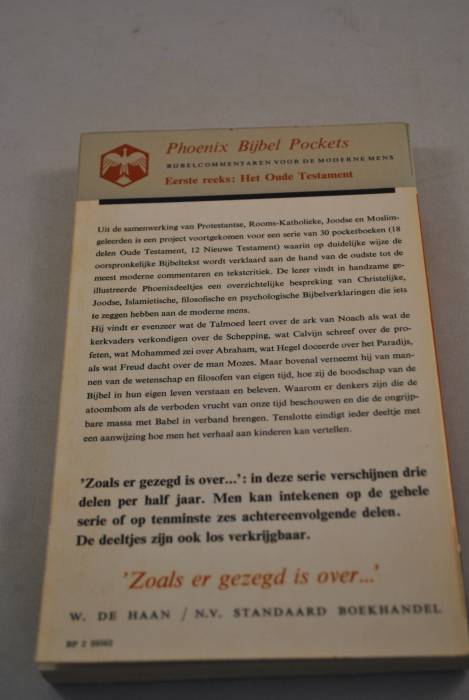 Phoenix Bijbel Pockets
BIJBELCOMMENTAREN VOOR DE MODERNE MENS
Eerste reeks: Het Oude Testament
Uit de samenwerking van Protestantse, Rooms-Katholieke, Joodse en Moslim-
geleerden is een project voortgekomen voor een serie van 30 pocketboeken (18
delen Oude Testament, 12 Nieuwe Testament) waarin op duidelijke wijze de
oorspronkelijke Bijbeltekst wordt verklaard aan de hand van de oudste tot de
meest moderne commentaren en tekstcritiek. De lezer vindt in handzame ge-
illustreerde Phoenixdeeltjes een overzichtelijke bespreking van Christelijke,
Joodse, Islamietische, filosofische en psychologische Bijbelverklaringen die iets
te zeggen hebben aan de moderne mens.
Hij vindt er evenzeer wat de Talmoed leert over de ark van Noach als wat de
kerkvaders verkondigen over de Schepping, wat Calvijn schreef over de pro-
feten, wat Mohammed zei over Abraham, wat Hegel doceerde over het Paradijs,
als wat Freud dacht over de man Mozes. Maar bovenal verneemt hij van man-
nen van de wetenschap en filosofen van eigen tijd, hoe zij de boodschap van de
Bijbel in hun eigen leven verstaan en beleven. Waarom er denkers zijn die de
atoombom als de verboden vrucht van onze tijd beschouwen en die de ongrijp-
bare massa met Babel in verband brengen. Tenslotte eindigt ieder deeltje met
een aanwijzing hoe men het verhaal aan kinderen kan vertellen.
'Zoals er gezegd is over...': in deze serie verschijnen drie
delen per half jaar. Men kan intekenen op de gehele
serie of op tenminste zes achtereenvolgende delen.
De deeltjes zijn ook los verkrijgbaar.
'Zoals er gezegd is over...'
W. DE HAAN / N.V. STANDAARD BOEKHANDEL